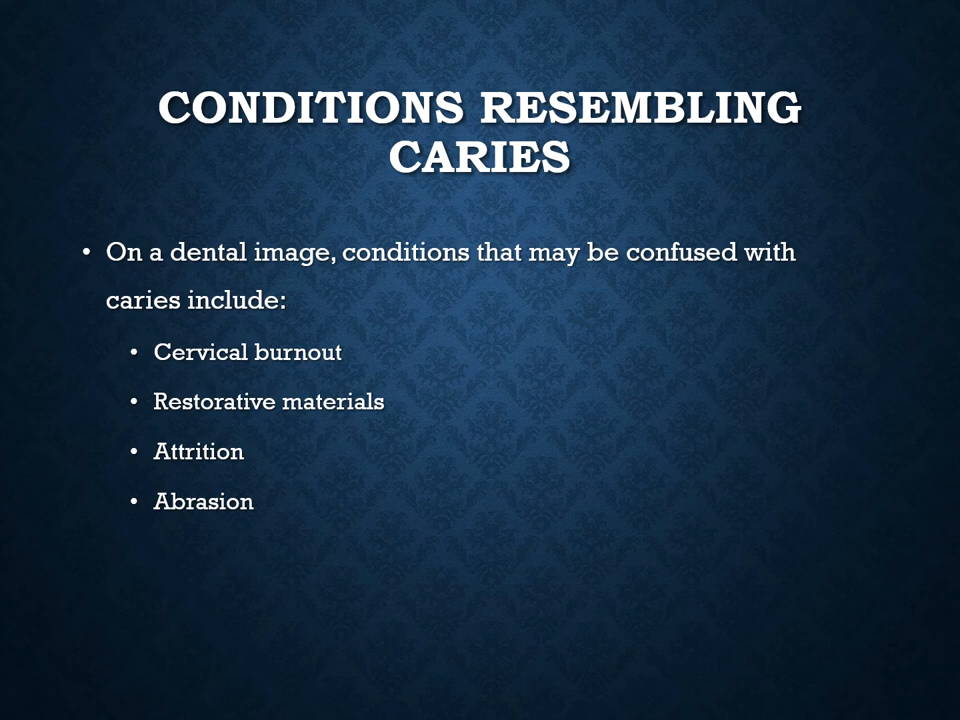 CONDITIONS RESEMBLING
CARIES
• On a dental image, conditions that may be confused with
caries include:
• Cervical burnout
• Restorative materials
• Attrition
• Abrasion